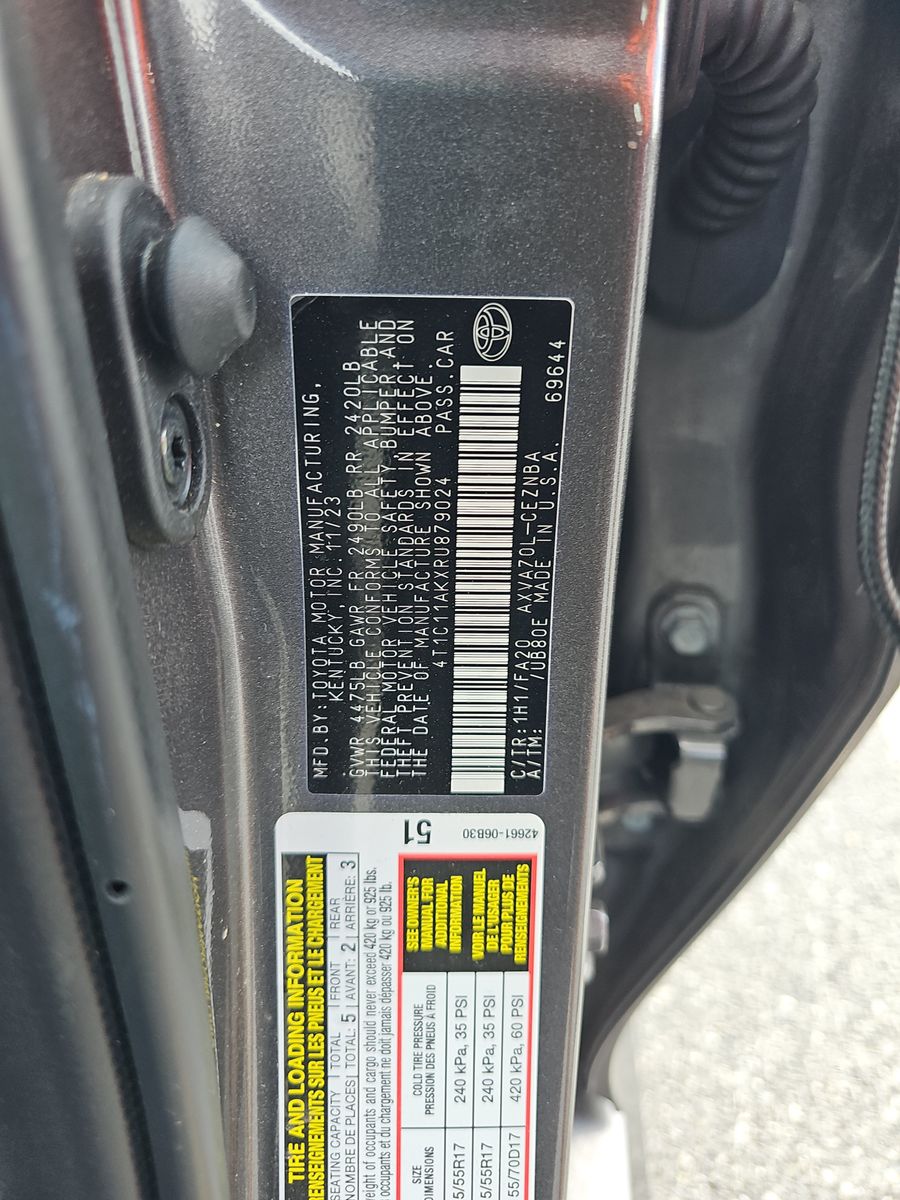 MFD.BY: TOYOTA MOTOR MANUFACTURING,
KENTUCKY, INC. 11/23
GVWR 4475LB GAWR FR 2490LB RR 2420LB
THIS VEHICLE CONFORMS TO ALL APPLICABLE
FEDERAL MOTOR VEHICLE SAFETY, BUMPER, AND
THEFT PREVENTION STANDARDS IN EFFECT ON
THE DATE OF MANUFACTURE SHOWN ABOVE.
4T1C11AKXRU879024 PASS.CAR
C/TR: 1H1/FA20 AXVA70L-CEZNBA
A/TM: /UB80E MADE IN U.S.A. 69644
TIRE AND LOADING INFORMATION
RENSEIGNEMENTS SUR LES PNEUS ET LE CHARGEMENT
SEATING CAPACITY TOTAL FRONT REAR
NOMBRE DE PLACES TOTAL: 5 AVANT: 2 ARRIÈRE: 3
weight of occupants and cargo should never exceed 420 kg or 925 lbs.
occupants et du chargement ne doit jamais dépasser 420 kg ou 925 lb.
SIZE COLD TIRE PRESSURE
DIMENSIONS PRESSION DES PNEUS À FROID
5/55R17 240 kPa, 35 PSI
5/55R17 240 kPa, 35 PSI
55/70D17 420 kPa, 60 PSI
SEE OWNER'S
MANUAL FOR
ADDITIONAL
INFORMATION
VOIR LE MANUEL
DE L'USAGER
POUR PLUS DE
RENSEIGNEMENTS
51
42661-06B30